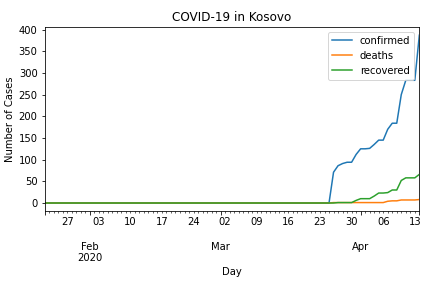 COVID-19 in Kosovo
400
350
300
250
200
150
100
50
0
Number of Cases
confirmed
deaths
recovered
27 03 10 17 24 02 09 16 23 30 06 13
Feb Mar Apr
2020
Day